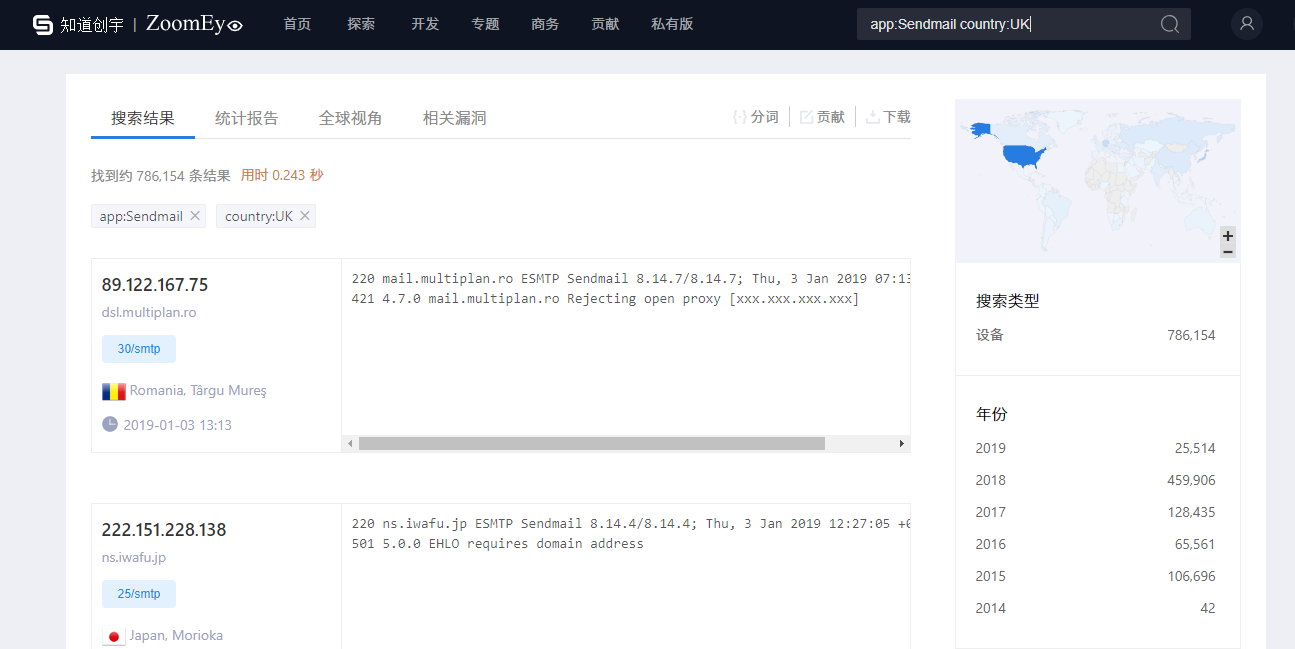 知道创宇 | ZoomEye 首页 探索 开发 专题 商务 贡献 私有版 app:Sendmail country:UK
搜索结果 统计报告 全球视角 相关漏洞 分词 贡献 下载
找到约 786,154 条结果 用时 0.243 秒
app:Sendmail × country:UK ×
89.122.167.75
dsl.multiplan.ro
30/smtp
Romania, Târgu Mureş
2019-01-03 13:13
220 mail.multiplan.ro ESMTP Sendmail 8.14.7/8.14.7; Thu, 3 Jan 2019 07:13
421 4.7.0 mail.multiplan.ro Rejecting open proxy [xxx.xxx.xxx.xxx]
222.151.228.138
ns.iwafu.jp
25/smtp
Japan, Morioka
220 ns.iwafu.jp ESMTP Sendmail 8.14.4/8.14.4; Thu, 3 Jan 2019 12:27:05 +0
501 5.0.0 EHLO requires domain address
+
−
搜索类型
设备 786,154
年份
2019 25,514
2018 459,906
2017 128,435
2016 65,561
2015 106,696
2014 42